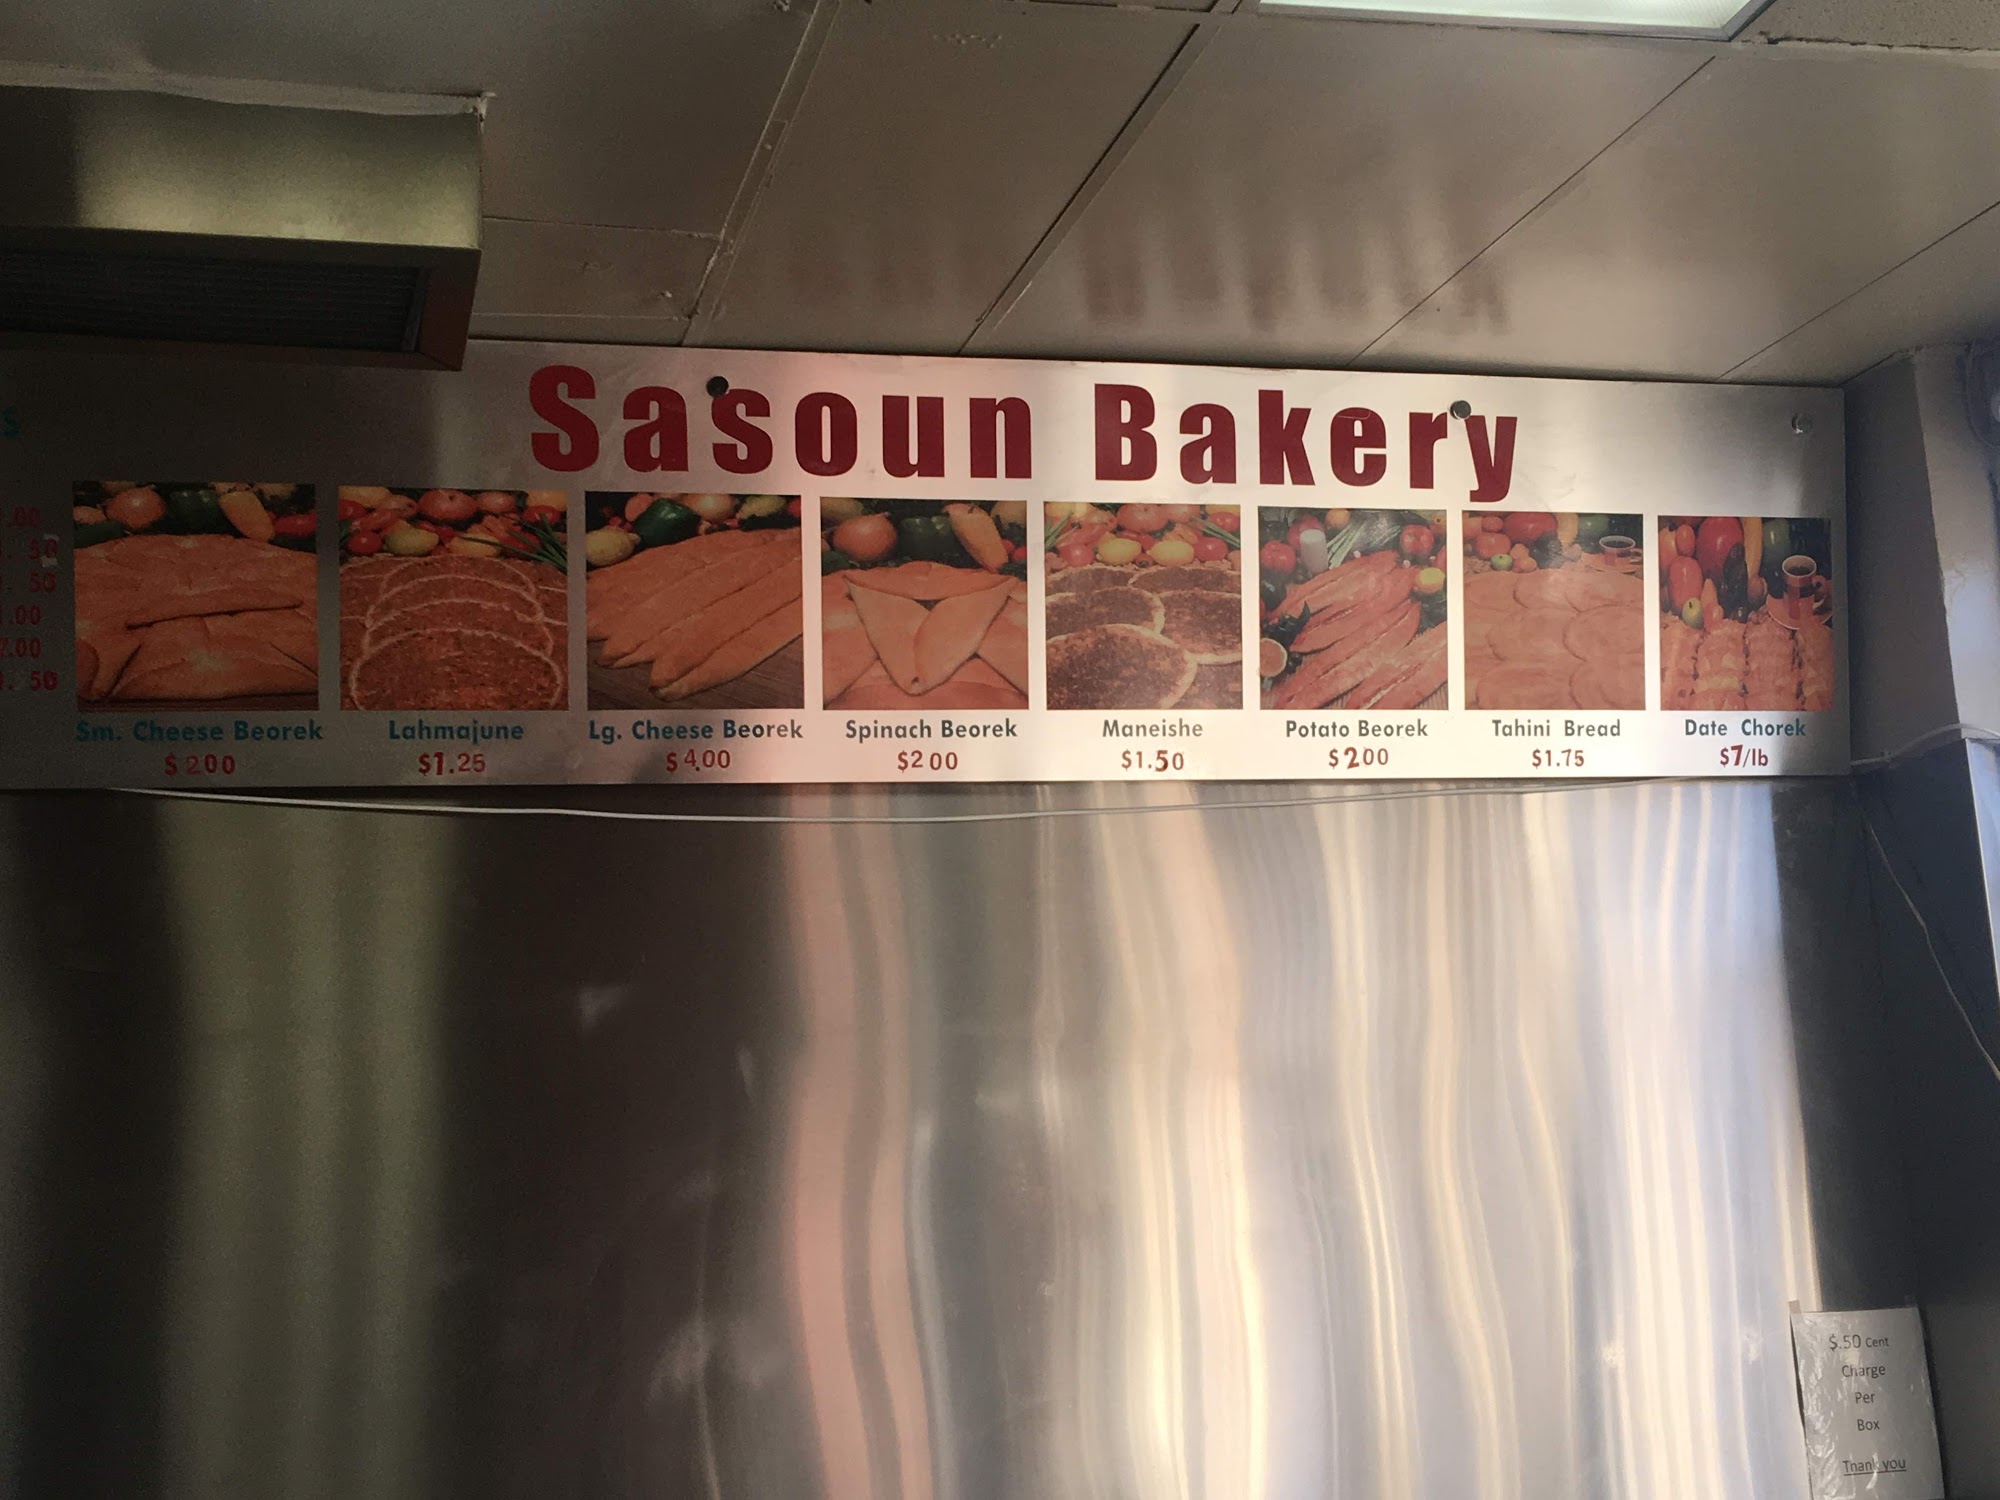 Sasoun Bakery
Sm. Cheese Beorek
$ 2 00
Lahmajune
$1.25
Lg. Cheese Beorek
$ 4.00
Spinach Beorek
$2 00
Maneishe
$1.50
Potato Beorek
$ 2 00
Tahini Bread
$1.75
Date Chorek
$7/lb
$.50 Cent
Charge
Per
Box
Thank you